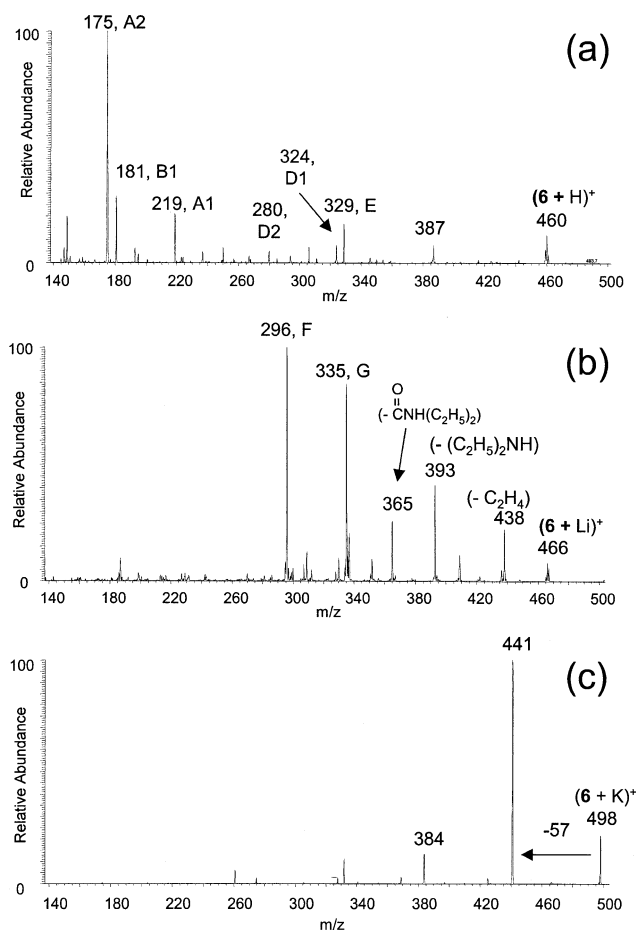 (a)
175, A2
100
181, B1
219, A1
324,
D1
280,
D2
329, E
387
(6 + H)⁺
460
Relative Abundance
0
140 180 220 260 300 340 380 420 460 500
m/z
(b)
296, F
100
335, G
O
(- CNH(C₂H₅)₂)
(- (C₂H₅)₂NH)
393
365
(- C₂H₄)
438
(6 + Li)⁺
466
Relative Abundance
0
140 180 220 260 300 340 380 420 460 500
m/z
(c)
441
100
(6 + K)⁺
498
-57
384
Relative Abundance
0
140 180 220 260 300 340 380 420 460 500
m/z